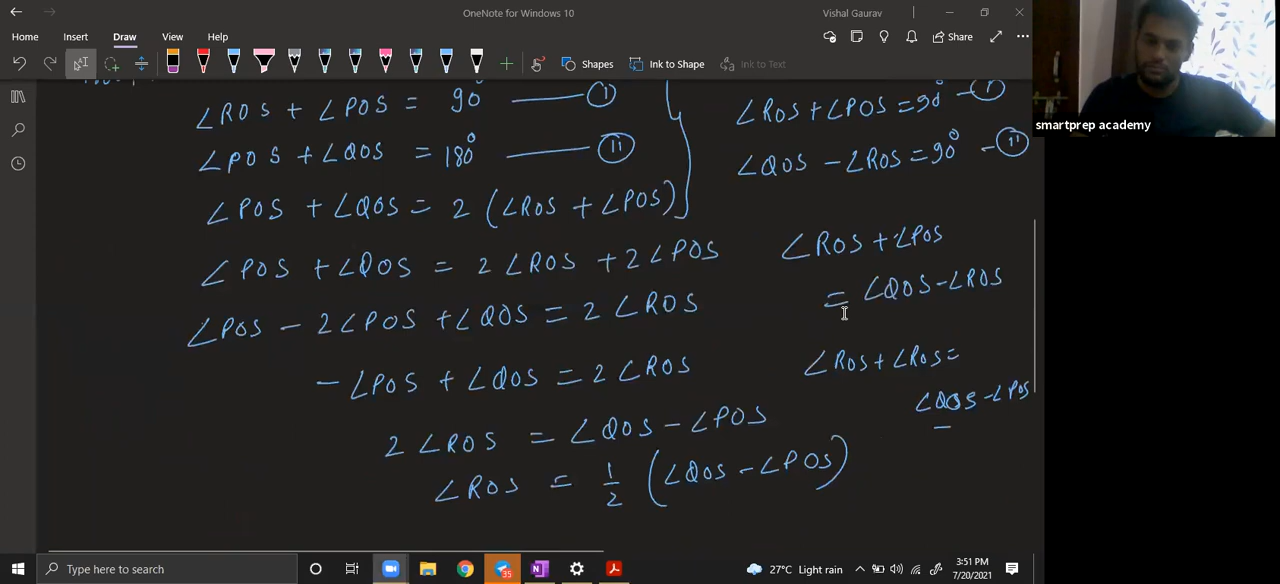 OneNote for Windows 10
Vishal Gaurav
Home Insert Draw View Help
Share
Shapes
Ink to Shape
Ink to Text
smartprep academy
∠ROS + ∠POS = 90° — (I)
∠POS + ∠QOS = 180° — (II)
∠POS + ∠QOS = 2 (∠ROS + ∠POS)
∠POS + ∠QOS = 2 ∠ROS + 2 ∠POS
∠POS - 2 ∠POS + ∠QOS = 2 ∠ROS
- ∠POS + ∠QOS = 2 ∠ROS
2 ∠ROS = ∠QOS - ∠POS
∠ROS = 1/2 (∠QOS - ∠POS)
∠ROS + ∠POS = 90° — (I)
∠QOS - ∠ROS = 90° — (II)
∠ROS + ∠POS
= ∠QOS - ∠ROS
∠ROS + ∠ROS =
∠QOS - ∠POS
Type here to search
35
27°C Light rain
3:51 PM
7/20/2021